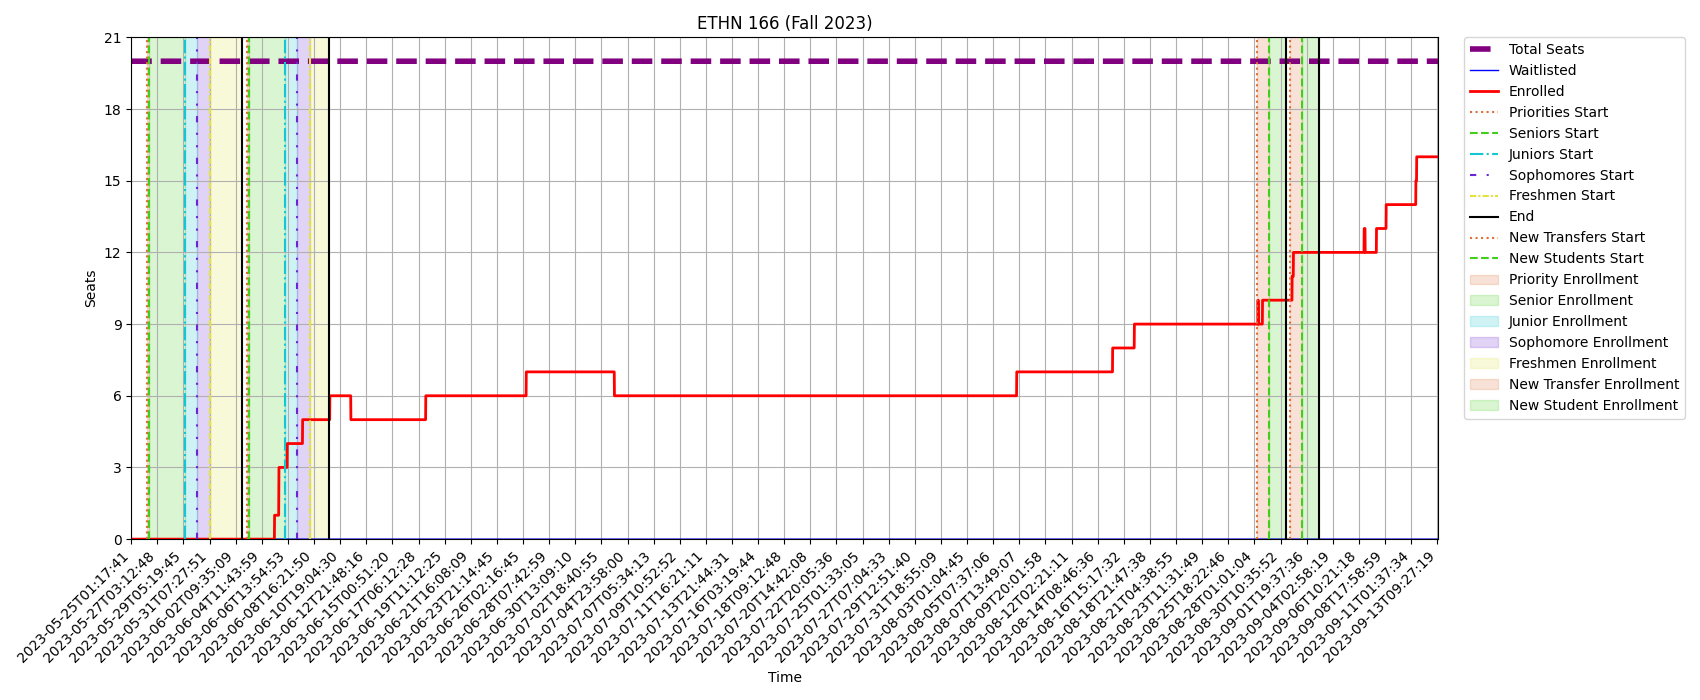 ETHN 166 (Fall 2023)
Seats
21
18
15
12
9
6
3
0
2023-05-25T01:17:41
2023-05-27T03:12:48
2023-05-29T05:19:45
2023-05-31T07:27:51
2023-06-02T09:35:09
2023-06-04T11:43:59
2023-06-06T13:54:53
2023-06-08T16:21:50
2023-06-10T19:04:30
2023-06-12T21:48:16
2023-06-15T00:51:20
2023-06-17T06:12:28
2023-06-19T11:12:25
2023-06-21T16:08:09
2023-06-23T21:14:45
2023-06-26T02:16:45
2023-06-28T07:42:59
2023-06-30T13:09:10
2023-07-02T18:40:55
2023-07-04T23:58:00
2023-07-07T05:34:13
2023-07-09T10:52:52
2023-07-11T16:21:11
2023-07-13T21:44:31
2023-07-16T03:19:44
2023-07-18T09:12:48
2023-07-20T14:42:08
2023-07-22T20:05:36
2023-07-25T01:33:05
2023-07-27T07:04:33
2023-07-29T12:51:40
2023-07-31T18:55:09
2023-08-03T01:04:45
2023-08-05T07:37:06
2023-08-07T13:49:07
2023-08-09T20:01:58
2023-08-12T02:21:11
2023-08-14T08:46:36
2023-08-16T15:17:32
2023-08-18T21:47:38
2023-08-21T04:38:55
2023-08-23T11:31:49
2023-08-25T18:22:46
2023-08-28T01:01:04
2023-08-30T10:35:52
2023-09-01T19:37:36
2023-09-04T02:58:19
2023-09-06T10:21:18
2023-09-08T17:58:59
2023-09-11T01:37:34
2023-09-13T09:27:19
Time
Total Seats
Waitlisted
Enrolled
Priorities Start
Seniors Start
Juniors Start
Sophomores Start
Freshmen Start
End
New Transfers Start
New Students Start
Priority Enrollment
Senior Enrollment
Junior Enrollment
Sophomore Enrollment
Freshmen Enrollment
New Transfer Enrollment
New Student Enrollment